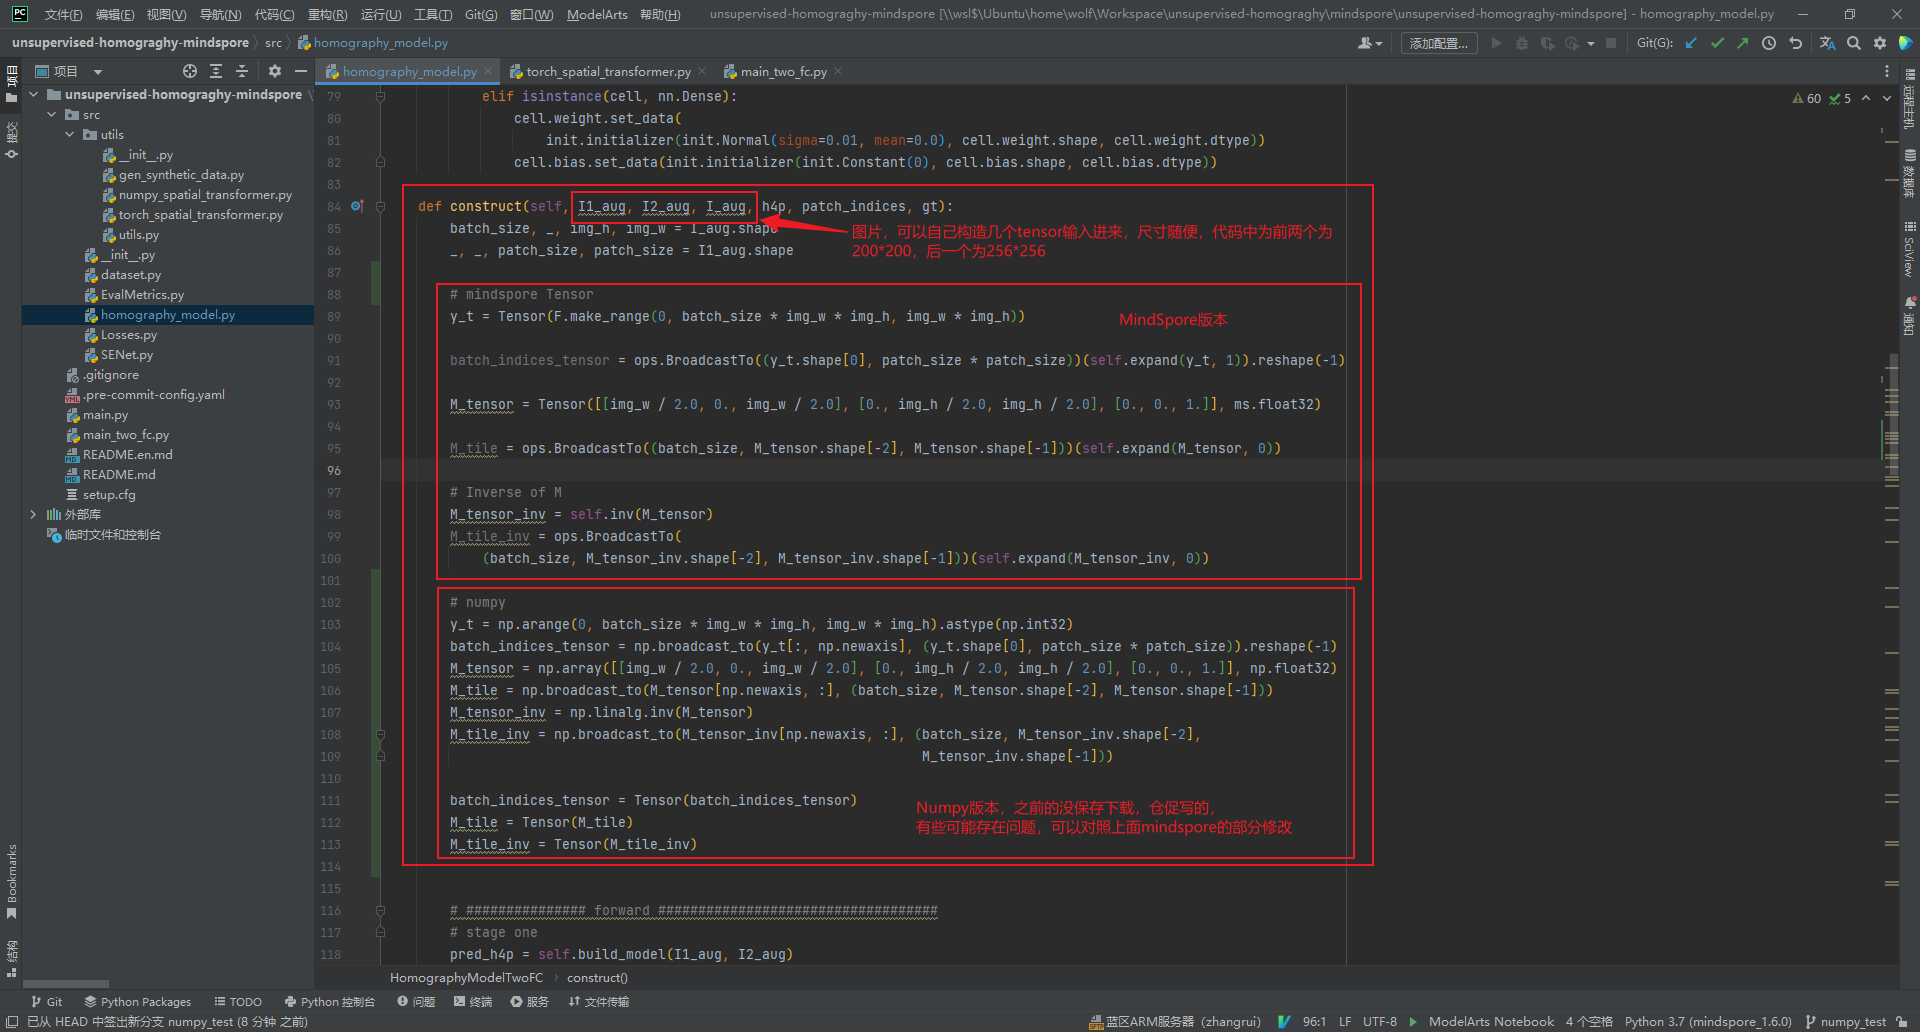 PC 文件(F) 编辑(E) 视图(V) 导航(N) 代码(C) 重构(R) 运行(U) 工具(T) Git(G) 窗口(W) ModelArts 帮助(H) unsupervised-homograghy-mindspore [\\wsl$\Ubuntu\home\wolf\Workspace\unsupervised-homograghy\mindspore\unsupervised-homograghy-mindspore] - homography_model.py
unsupervised-homograghy-mindspore src homography_model.py 添加配置... Git(G):
项目 homography_model.py torch_spatial_transformer.py main_two_fc.py
项目
提交
unsupervised-homograghy-mindspore \\
src
utils
__init__.py
gen_synthetic_data.py
numpy_spatial_transformer.py
torch_spatial_transformer.py
utils.py
__init__.py
dataset.py
EvalMetrics.py
homography_model.py
Losses.py
SENet.py
.gitignore
.pre-commit-config.yaml
main.py
main_two_fc.py
README.en.md
README.md
setup.cfg
外部库
临时文件和控制台
Bookmarks
结构
60 5
79 elif isinstance(cell, nn.Dense):
80 cell.weight.set_data(
81 init.initializer(init.Normal(sigma=0.01, mean=0.0), cell.weight.shape, cell.weight.dtype))
82 cell.bias.set_data(init.initializer(init.Constant(0), cell.bias.shape, cell.bias.dtype))
83
84 def construct(self, I1_aug, I2_aug, I_aug, h4p, patch_indices, gt):
85 batch_size, _, img_h, img_w = I_aug.shape
86 _, _, patch_size, patch_size = I1_aug.shape
图片，可以自己构造几个tensor输入进来，尺寸随便，代码中为前两个为
200*200，后一个为256*256
87
88 # mindspore Tensor
89 y_t = Tensor(F.make_range(0, batch_size * img_w * img_h, img_w * img_h))
MindSpore版本
90
91 batch_indices_tensor = ops.BroadcastTo((y_t.shape[0], patch_size * patch_size))(self.expand(y_t, 1)).reshape(-1)
92
93 M_tensor = Tensor([[img_w / 2.0, 0., img_w / 2.0], [0., img_h / 2.0, img_h / 2.0], [0., 0., 1.]], ms.float32)
94
95 M_tile = ops.BroadcastTo((batch_size, M_tensor.shape[-2], M_tensor.shape[-1]))(self.expand(M_tensor, 0))
96
97 # Inverse of M
98 M_tensor_inv = self.inv(M_tensor)
99 M_tile_inv = ops.BroadcastTo(
100 (batch_size, M_tensor_inv.shape[-2], M_tensor_inv.shape[-1]))(self.expand(M_tensor_inv, 0))
101
102 # numpy
103 y_t = np.arange(0, batch_size * img_w * img_h, img_w * img_h).astype(np.int32)
104 batch_indices_tensor = np.broadcast_to(y_t[:, np.newaxis], (y_t.shape[0], patch_size * patch_size)).reshape(-1)
105 M_tensor = np.array([[img_w / 2.0, 0., img_w / 2.0], [0., img_h / 2.0, img_h / 2.0], [0., 0., 1.]], np.float32)
106 M_tile = np.broadcast_to(M_tensor[np.newaxis, :], (batch_size, M_tensor.shape[-2], M_tensor.shape[-1]))
107 M_tensor_inv = np.linalg.inv(M_tensor)
108 M_tile_inv = np.broadcast_to(M_tensor_inv[np.newaxis, :], (batch_size, M_tensor_inv.shape[-2],
109 M_tensor_inv.shape[-1]))
110
111 batch_indices_tensor = Tensor(batch_indices_tensor)
112 M_tile = Tensor(M_tile)
113 M_tile_inv = Tensor(M_tile_inv)
Numpy版本，之前的没保存下载，仓促写的，
有些可能存在问题，可以对照上面mindspore的部分修改
114
115
116 # ############### forward ###################################
117 # stage one
118 pred_h4p = self.build_model(I1_aug, I2_aug)
远程主机
数据库
SciView
通知
HomographyModelTwoFC construct()
Git Python Packages TODO Python 控制台 问题 终端 服务 文件传输
已从 HEAD 中签出新分支 numpy_test (8 分钟 之前) 蓝区ARM服务器 (zhangrui) 96:1 LF UTF-8 ModelArts Notebook 4 个空格 Python 3.7 (mindspore_1.6.0) numpy_test